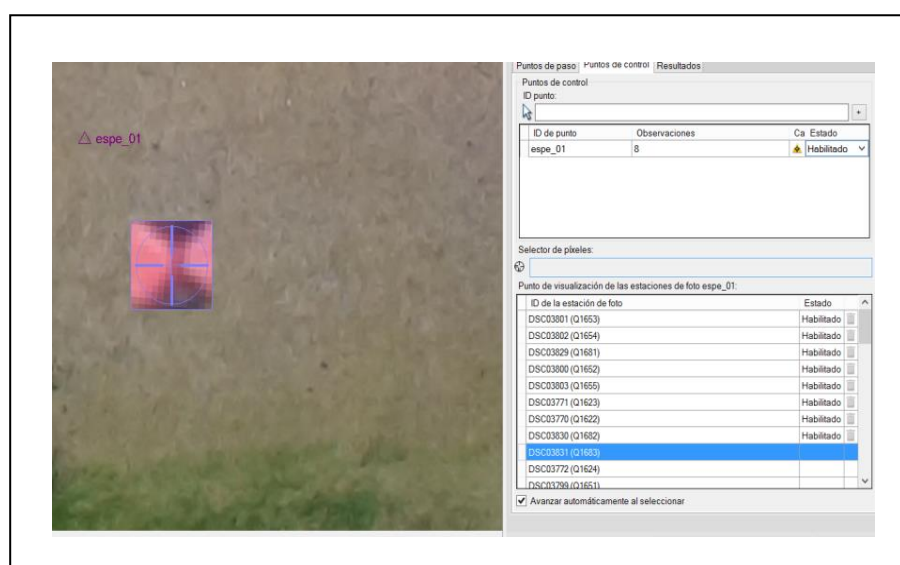 Puntos de paso Puntos de control Resultados
Puntos de control
ID punto:
+
espe_01
ID de punto Observaciones Ca Estado
espe_01 8 Habilitado
Selector de píxeles:
Punto de visualización de las estaciones de foto espe_01:
ID de la estación de foto Estado
DSC03801 (Q1653) Habilitado
DSC03802 (Q1654) Habilitado
DSC03829 (Q1681) Habilitado
DSC03800 (Q1652) Habilitado
DSC03803 (Q1655) Habilitado
DSC03771 (Q1623) Habilitado
DSC03770 (Q1622) Habilitado
DSC03830 (Q1682) Habilitado
DSC03831 (Q1683)
DSC03772 (Q1624)
DSC03799 (Q1651)
Avanzar automáticamente al seleccionar